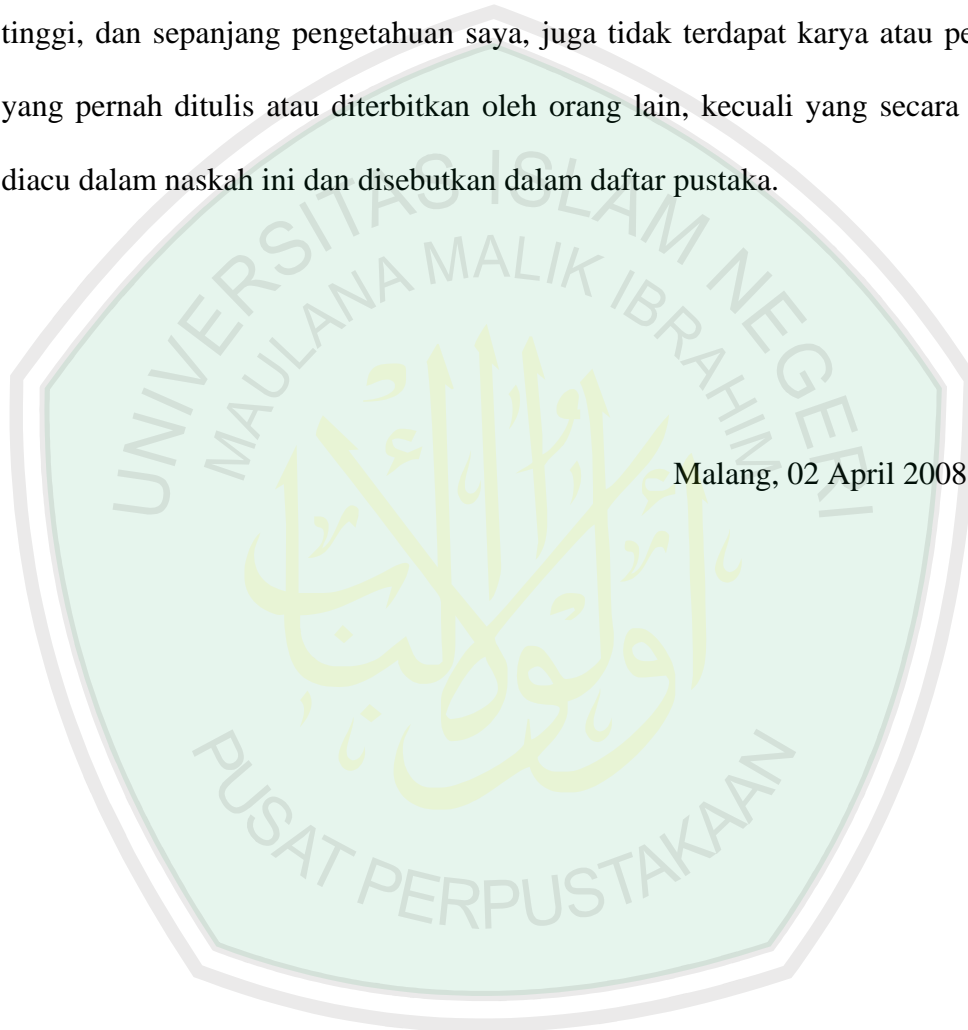 tinggi, dan sepanjang pengetahuan saya, juga tidak terdapat karya atau pe
yang pernah ditulis atau diterbitkan oleh orang lain, kecuali yang secara
diacu dalam naskah ini dan disebutkan dalam daftar pustaka.
UNIVERSITAS ISLAM NEGERI
MAULANA MALIK IBRAHIM
Malang, 02 April 2008
PUSAT PERPUSTAKAAN